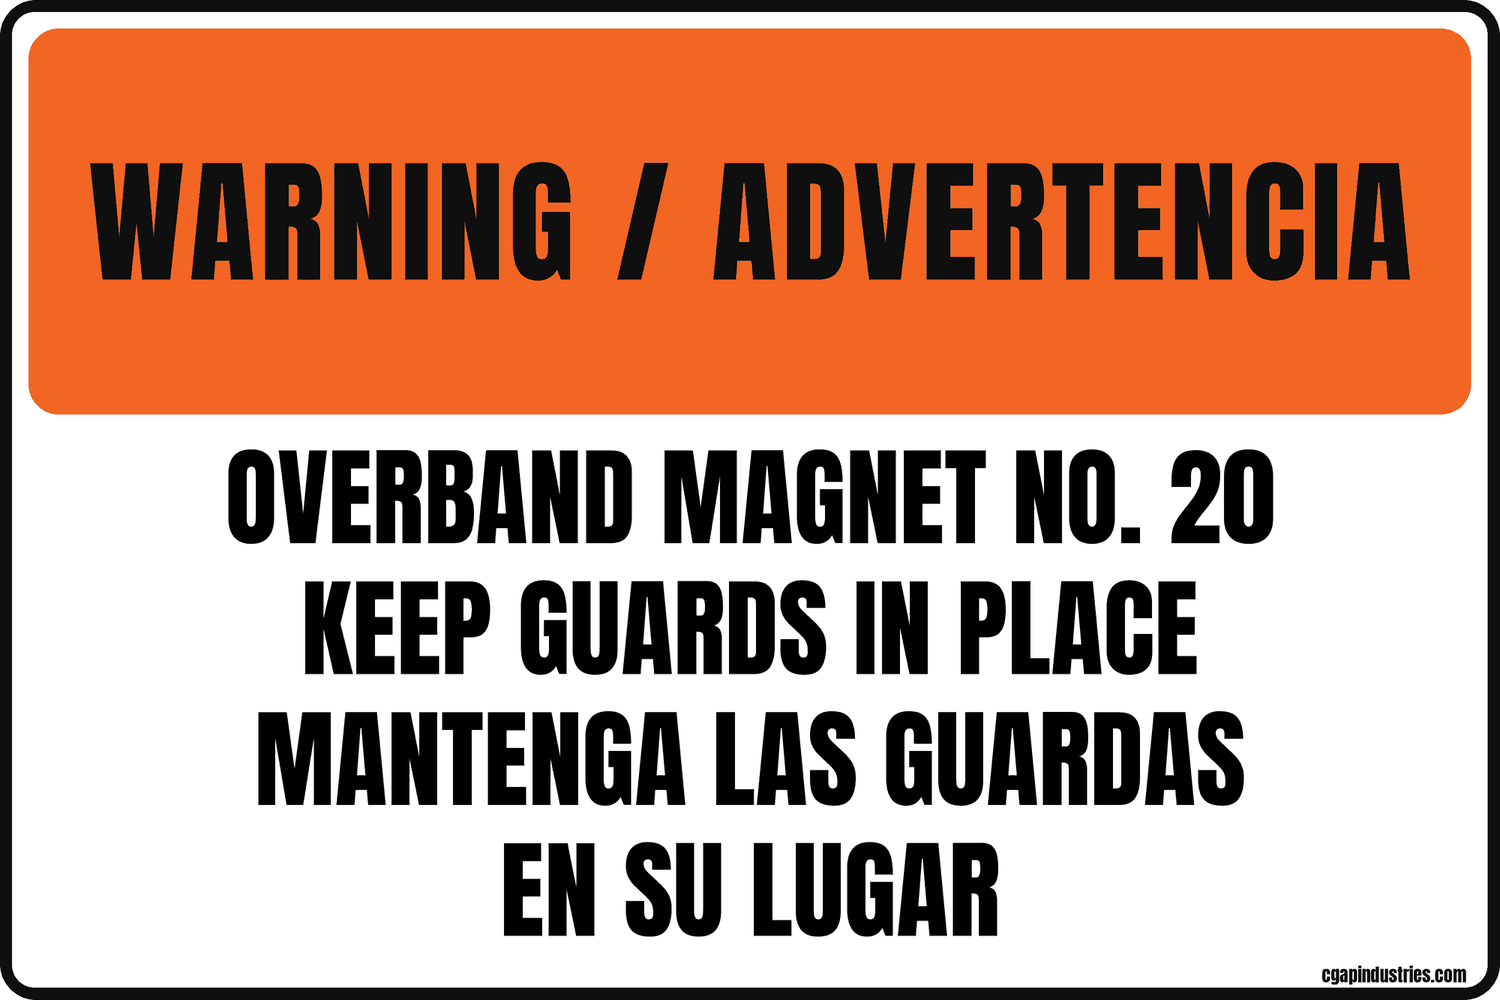 WARNING / ADVERTENCIA
OVERBAND MAGNET NO. 20
KEEP GUARDS IN PLACE
MANTENGA LAS GUARDAS
EN SU LUGAR
cgapindustries.com